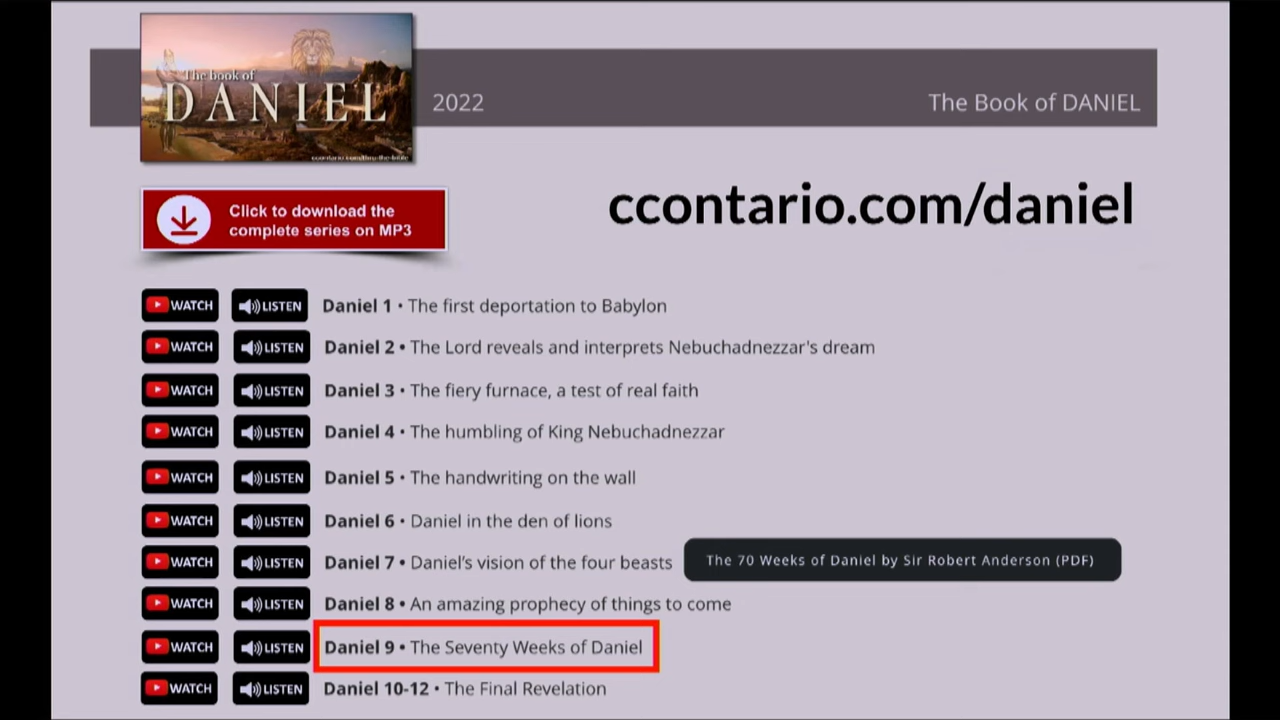 The book of
DANIEL
ccontario.com/thru-the-bible
2022
The Book of DANIEL
Click to download the
complete series on MP3
ccontario.com/daniel
WATCH LISTEN Daniel 1 • The first deportation to Babylon
WATCH LISTEN Daniel 2 • The Lord reveals and interprets Nebuchadnezzar's dream
WATCH LISTEN Daniel 3 • The fiery furnace, a test of real faith
WATCH LISTEN Daniel 4 • The humbling of King Nebuchadnezzar
WATCH LISTEN Daniel 5 • The handwriting on the wall
WATCH LISTEN Daniel 6 • Daniel in the den of lions
WATCH LISTEN Daniel 7 • Daniel's vision of the four beasts
The 70 Weeks of Daniel by Sir Robert Anderson (PDF)
WATCH LISTEN Daniel 8 • An amazing prophecy of things to come
WATCH LISTEN Daniel 9 • The Seventy Weeks of Daniel
WATCH LISTEN Daniel 10-12 • The Final Revelation